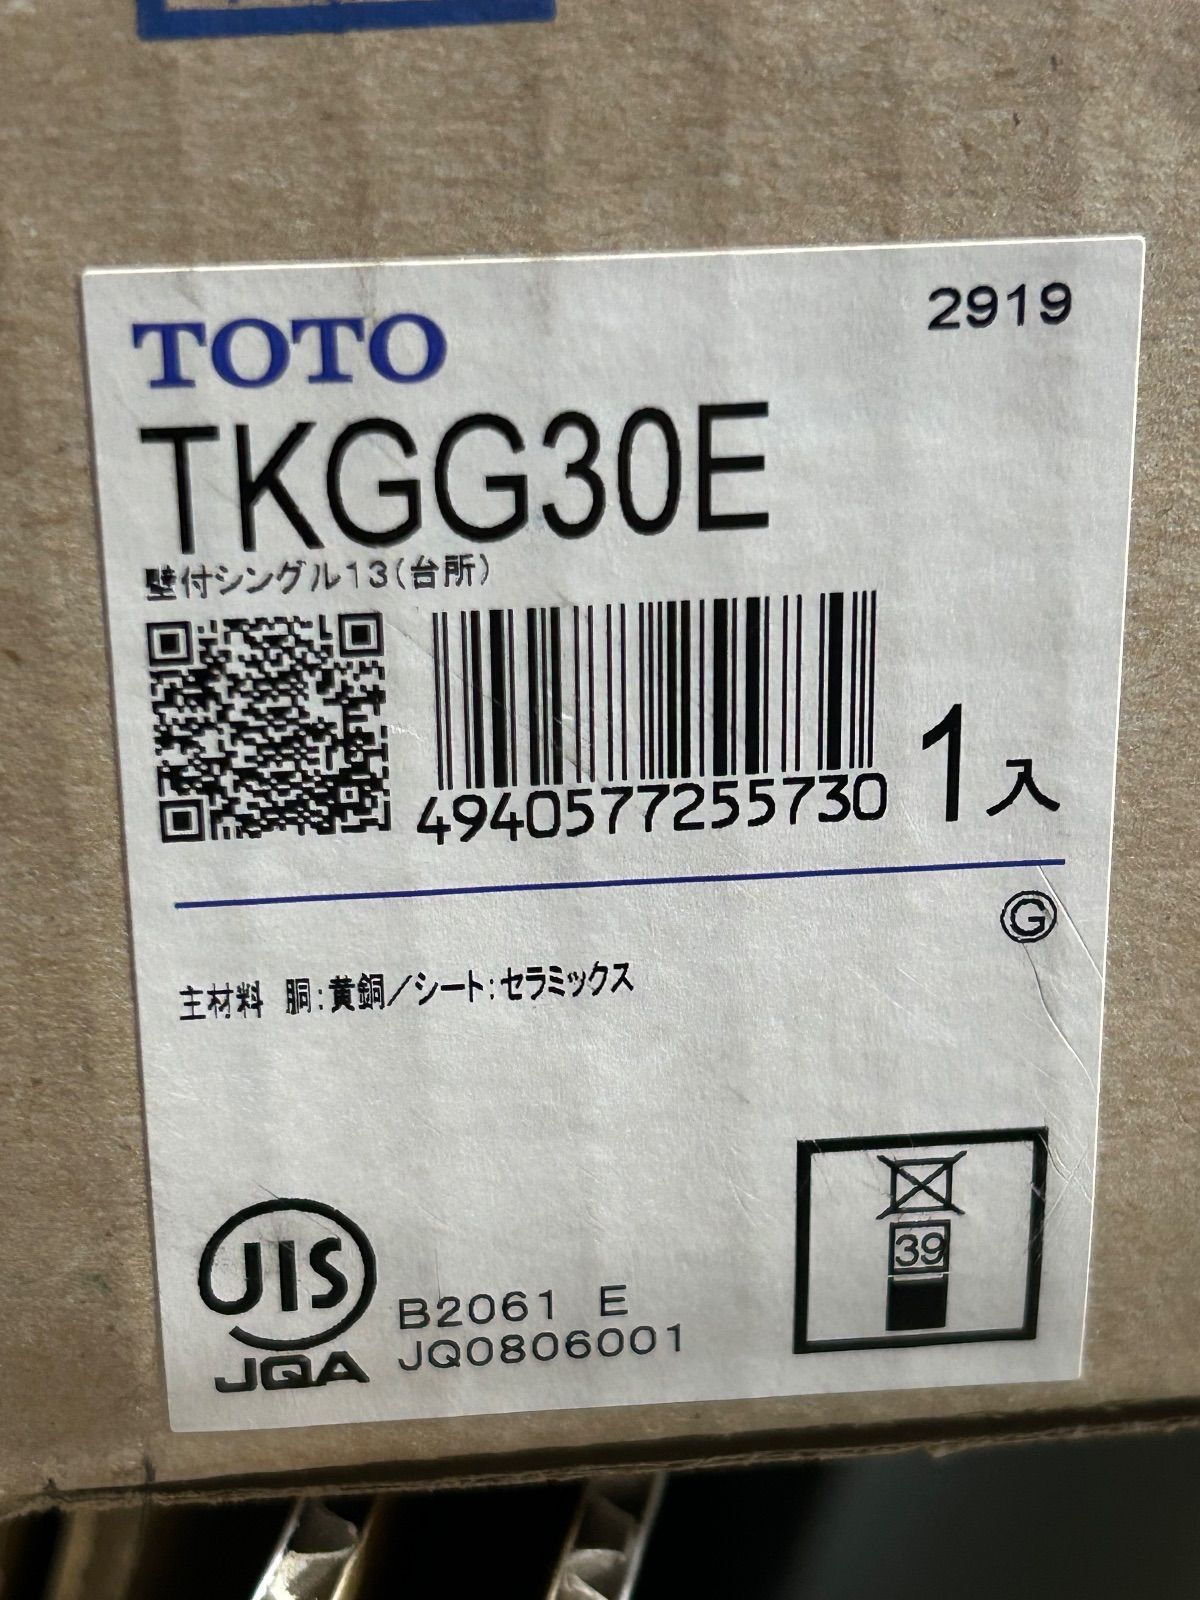 TOTO
2919
TKGG30E
壁付シングル13(台所)
4940577255730
1入
G
主材料 胴:黄銅/シート:セラミックス
39
JIS
B2061 E
JQA
JQ0806001